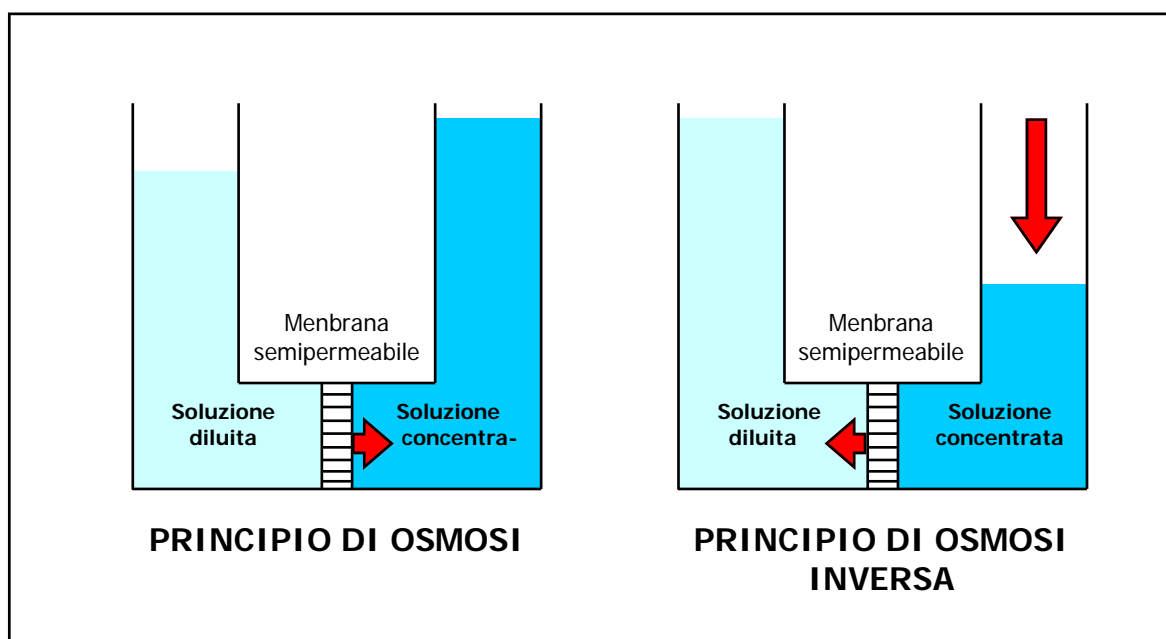 Menbrana
semipermeabile
Soluzione
diluita
Soluzione
concentra-
PRINCIPIO DI OSMOSI
Menbrana
semipermeabile
Soluzione
diluita
Soluzione
concentrata
PRINCIPIO DI OSMOSI
INVERSA